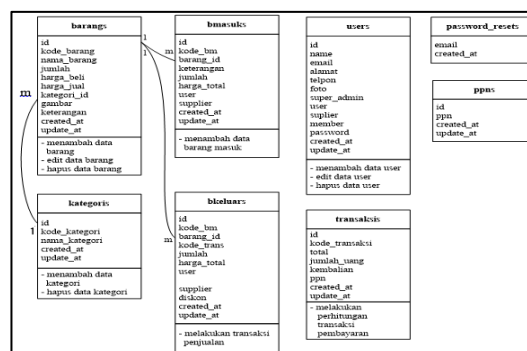 barangs
id
kode_barang
nama_barang
jumlah
harga_beli
harga_jual
kategori_id
gambar
keterangan
created_at
update_at
- menambah data
barang
- edit data barang
- hapus data barang
1
1
m
m
m
1
kategoris
id
kode_kategori
nama_kategori
created_at
update_at
- menambah data
kategori
- hapus data kategori
bmasuks
id
kode_bm
barang_id
keterangan
jumlah
harga_total
user
supplier
created_at
update_at
- menambah data
barang masuk
bkeluars
id
kode_bm
barang_id
kode_trans
jumlah
harga_total
user
supplier
diskon
created_at
update_at
- melakukan transaksi
penjualan
users
id
name
email
alamat
telpon
foto
super_admin
user
suplier
member
password
created_at
update_at
- menambah data user
- edit data user
- hapus data user
transaksis
id
kode_transaksi
total
jumlah_uang
kembalian
ppn
created_at
update_at
- melakukan
perhitungan
transaksi
pembayaran
password_resets
email
created_at
ppns
id
ppn
created_at
update_at